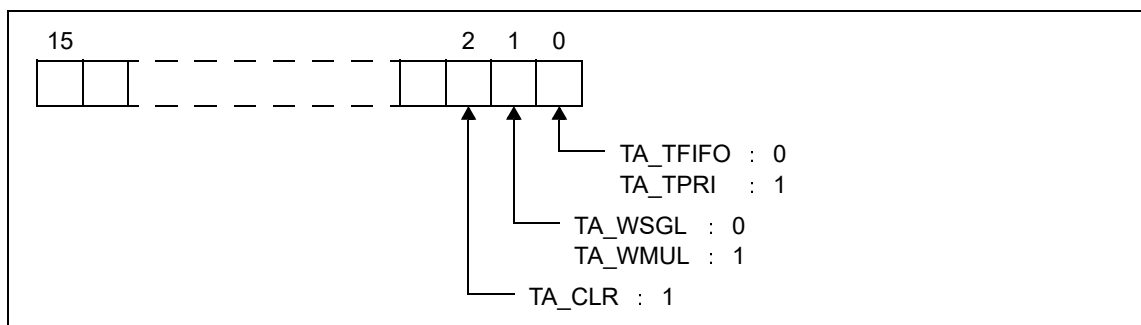 15 2 1 0
TA_TFIFO : 0
TA_TPRI : 1
TA_WSGL : 0
TA_WMUL : 1
TA_CLR : 1